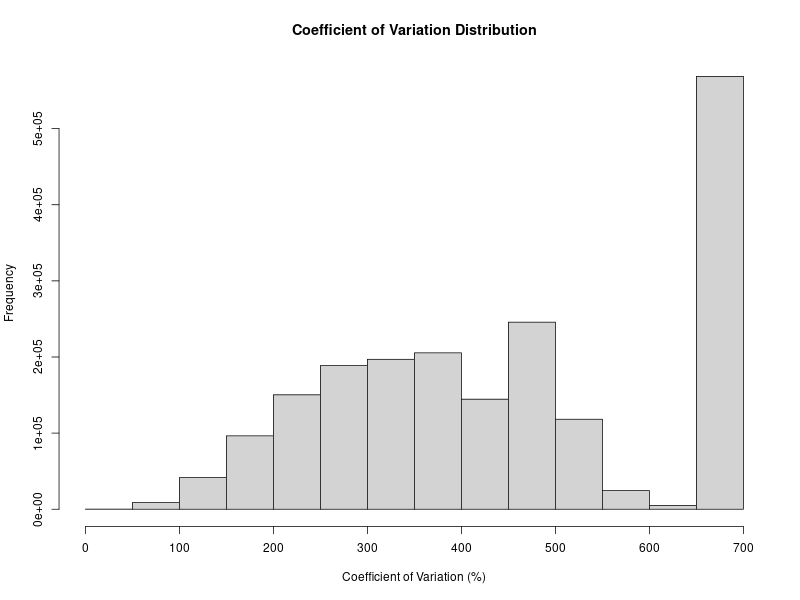 Coefficient of Variation Distribution
5e+05
4e+05
3e+05
2e+05
1e+05
0e+00
Frequency
0 100 200 300 400 500 600 700
Coefficient of Variation (%)